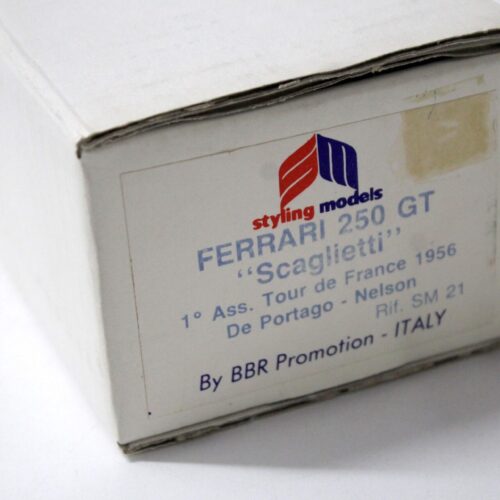 styling models
FERRARI 250 GT
"Scaglietti"
1° Ass. Tour de France 1956
De Portago - Nelson
Rif. SM 21
By BBR Promotion - ITALY